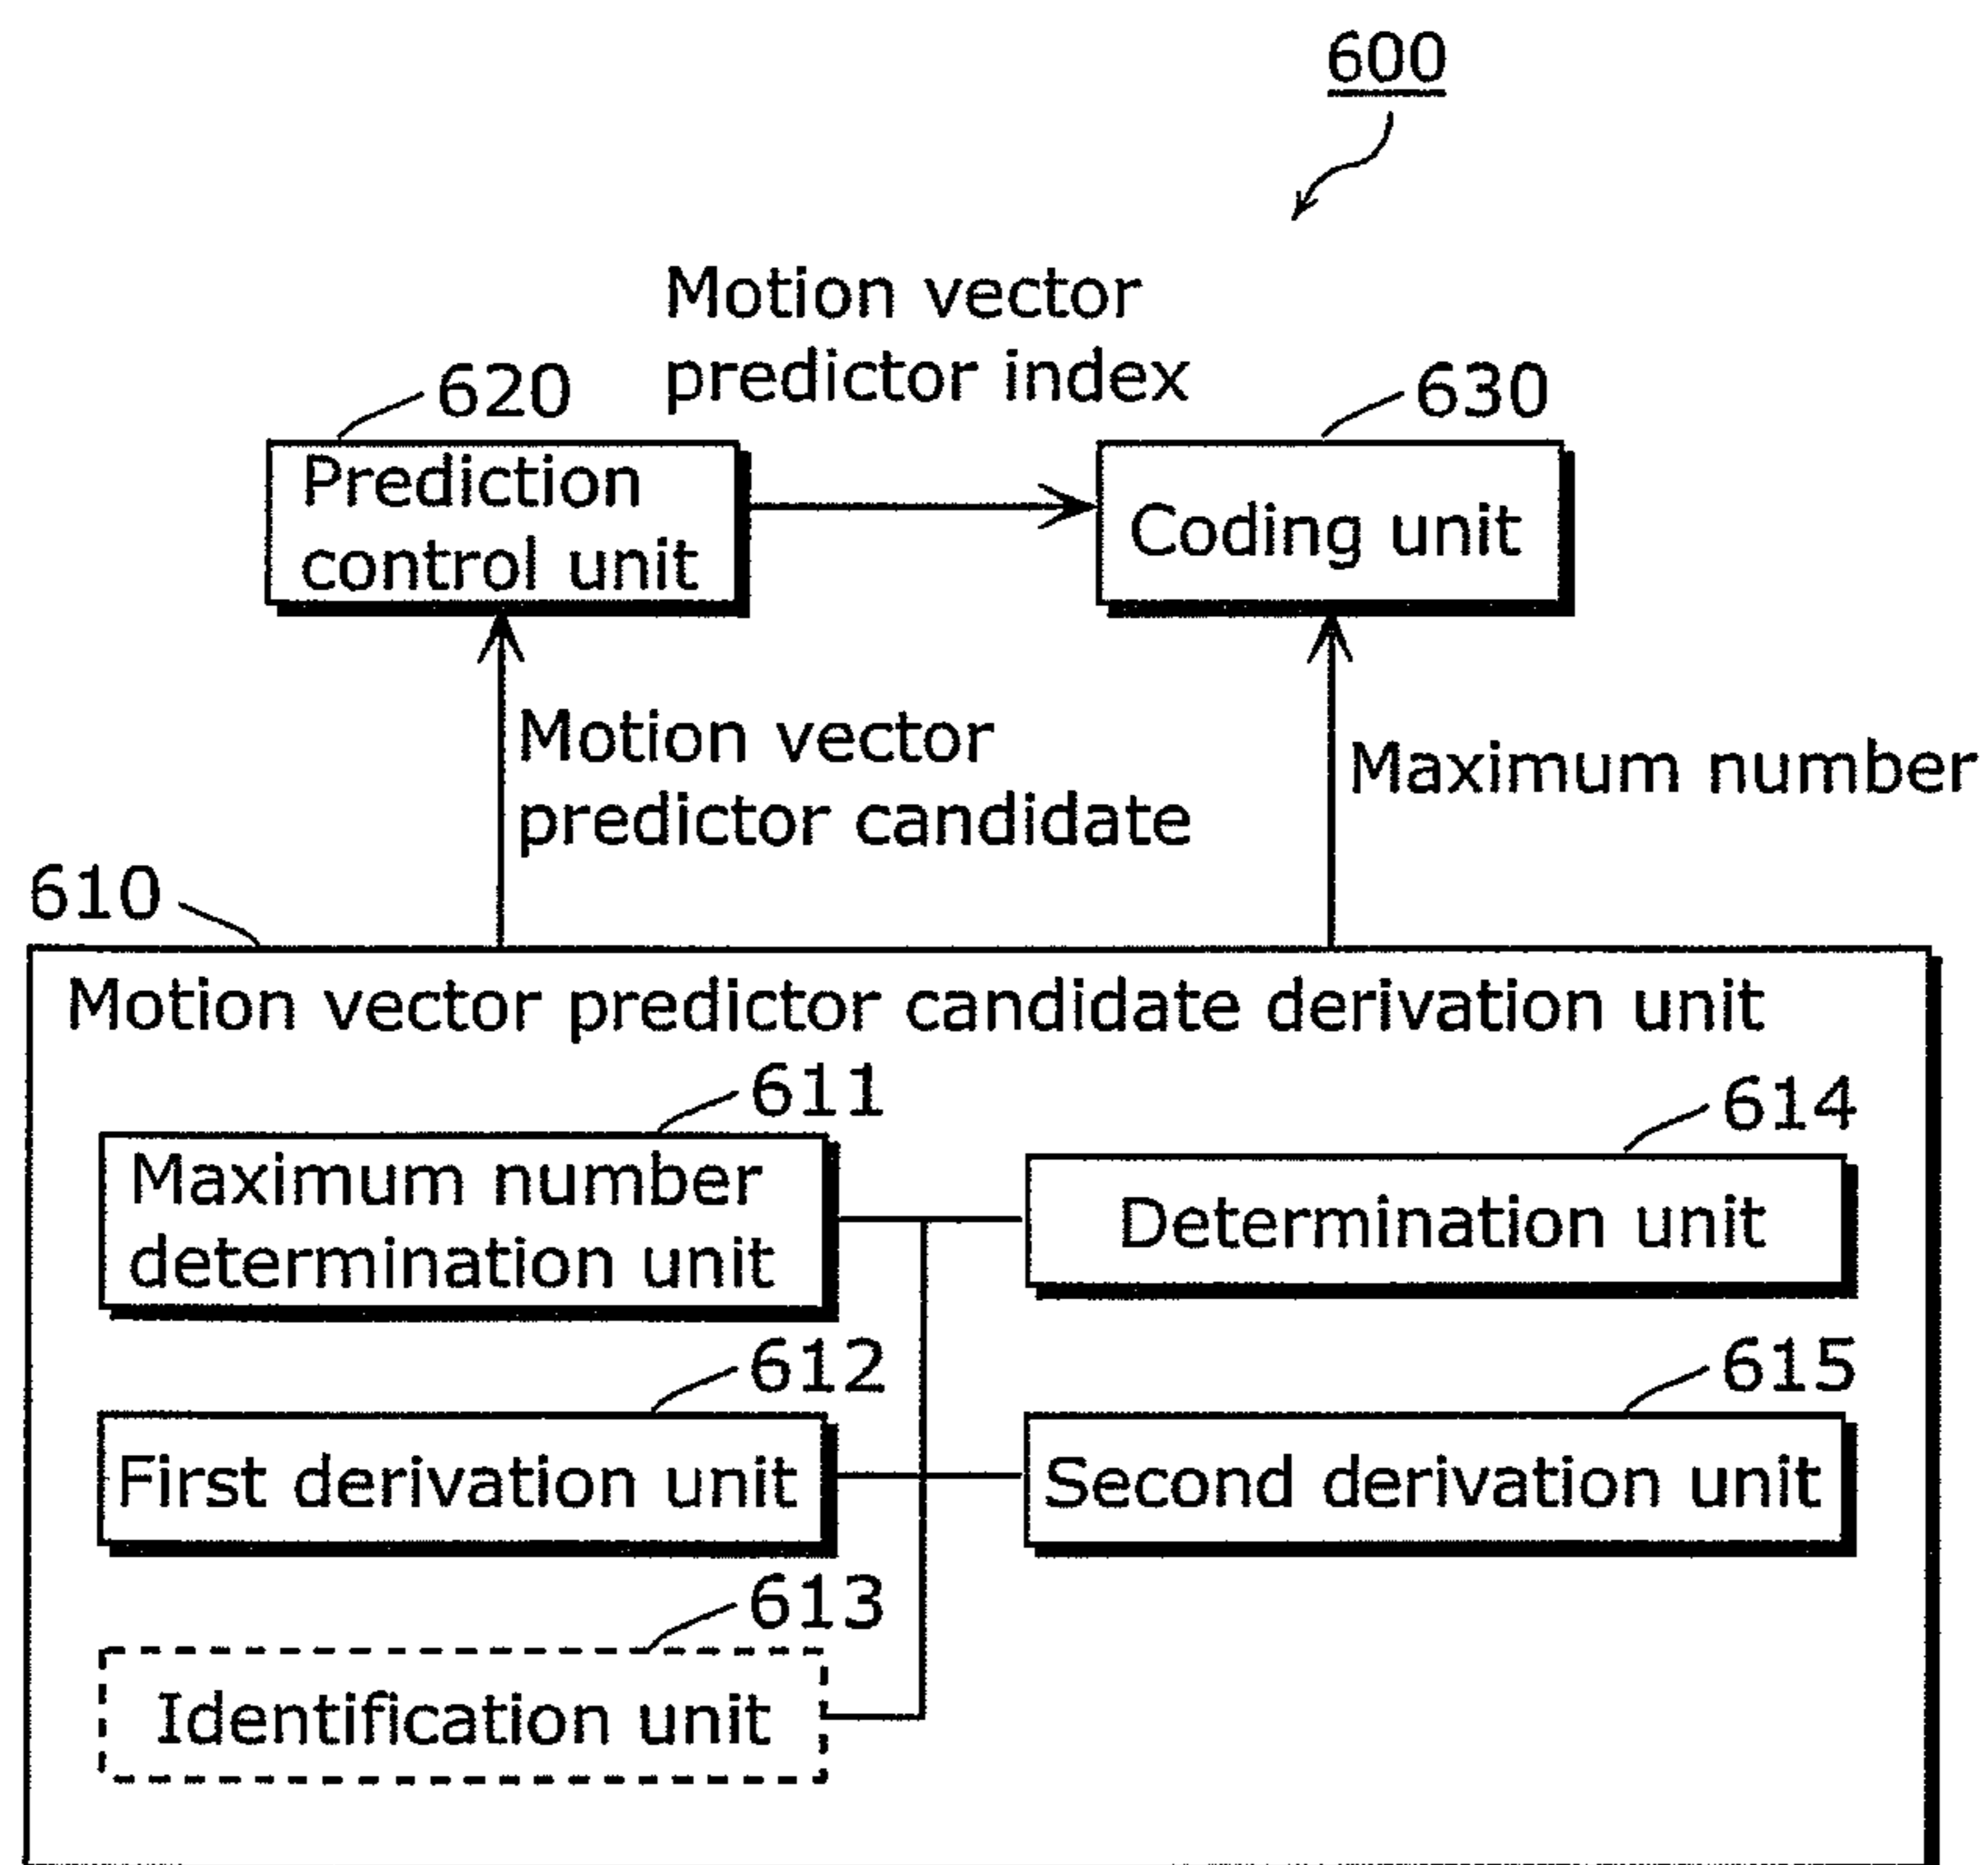 600
Motion vector
predictor index
620
630
Prediction
control unit
Coding unit
Motion vector
predictor candidate
Maximum number
610
Motion vector predictor candidate derivation unit
611
614
Maximum number
determination unit
Determination unit
612
615
First derivation unit
Second derivation unit
613
Identification unit